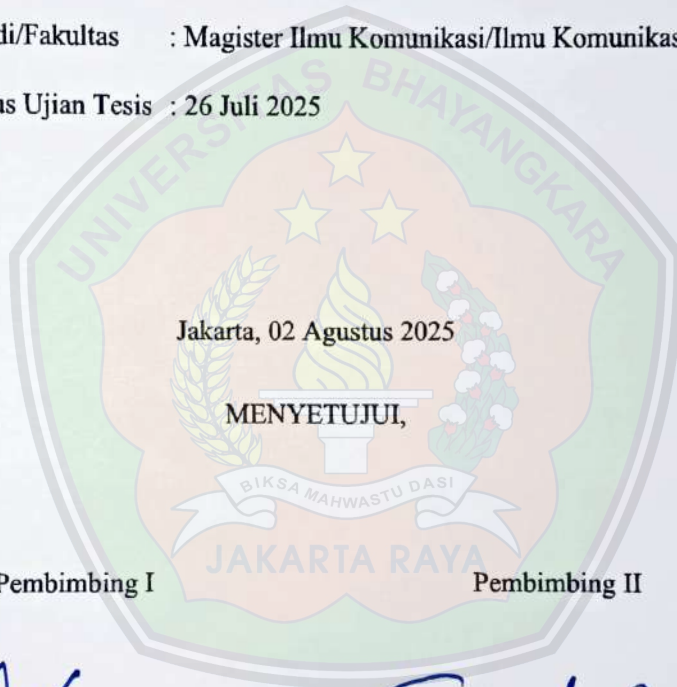 di/Fakultas : Magister Ilmu Komunikasi/Ilmu Komunikas
us Ujian Tesis : 26 Juli 2025
UNIVERSITAS BHAYANGKARA
Jakarta, 02 Agustus 2025
MENYETUJUI,
BIKSA MAHWASTU DASI
JAKARTA RAYA
Pembimbing I Pembimbing II